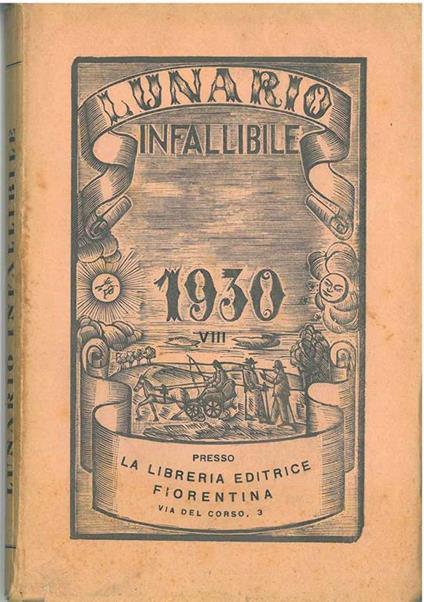 LUNARIO
INFALLIBILE
1930
VIII
PRESSO
LA LIBRERIA EDITRICE
FIORENTINA
VIA DEL CORSO, 3
LUNARIO INFALLIBILE